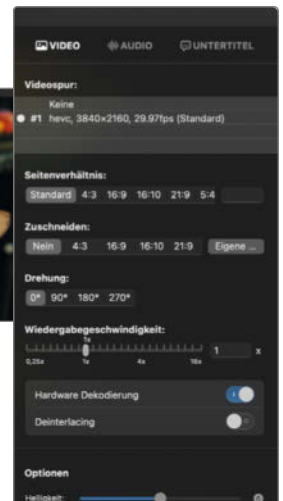 VIDEO AUDIO UNTERTITEL
Videospur:
Keine
#1 hevc, 3840×2160, 29.97fps (Standard)
Seitenverhältnis:
Standard 4:3 16:9 16:10 21:9 5:4
Zuschneiden:
Nein 4:3 16:9 16:10 21:9 Eigene ...
Drehung:
0° 90° 180° 270°
Wiedergabegeschwindigkeit:
1x
0,25x 1x 4x 16x 1 x
Hardware Dekodierung
Deinterlacing
Optionen
Helligkeit: